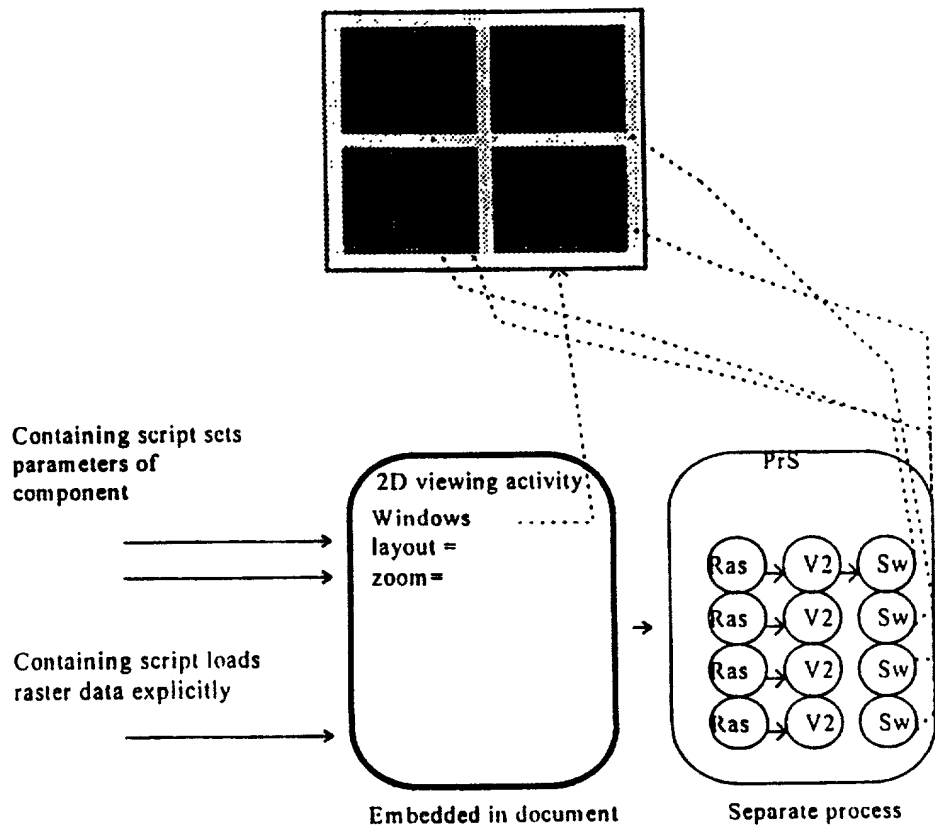 Containing script sets
parameters of
component
2D viewing activity
Windows
layout =
zoom=
Containing script loads
raster data explicitly
Embedded in document
PrS
Ras V2 Sw
Ras V2 Sw
Ras V2 Sw
Ras V2 Sw
Separate process